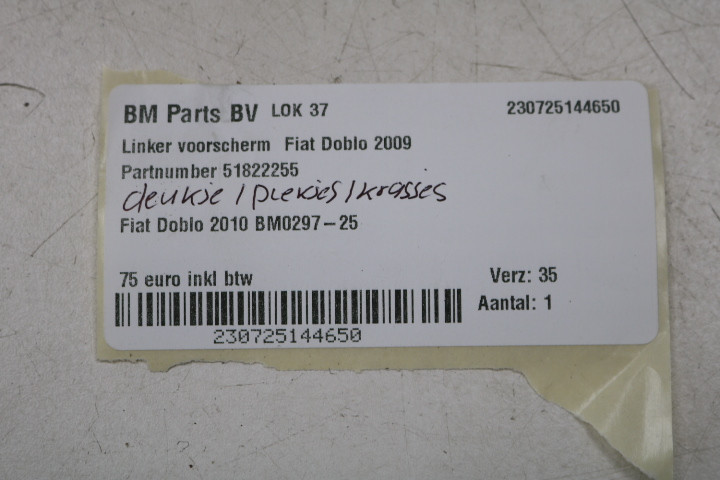 BM Parts BV LOK 37 230725144650
Linker voorscherm Fiat Doblo 2009
Partnumber 51822255
deukje / plekjes / krasjes
Fiat Doblo 2010 BM0297-25
75 euro inkl btw Verz: 35
Aantal: 1
230725144650